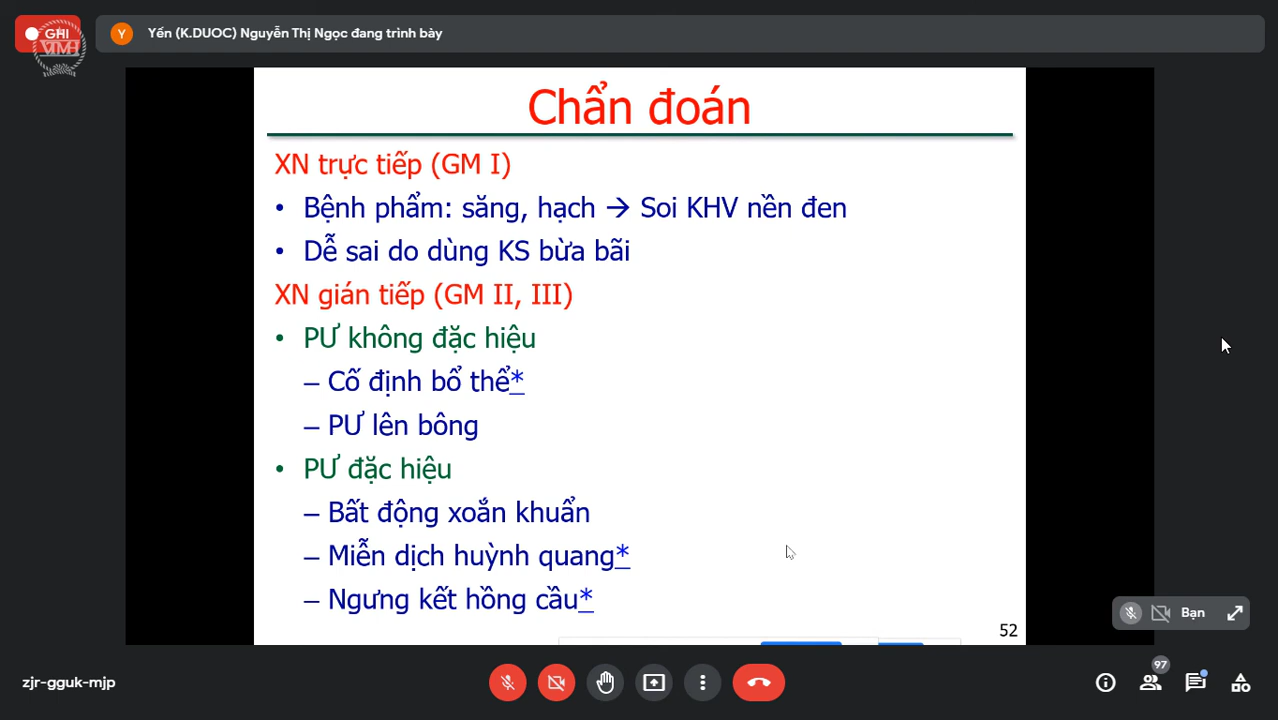 GHI
VTMH
Y
Yến (K.DUOC) Nguyễn Thị Ngọc đang trình bày
Chẩn đoán
XN trực tiếp (GM I)
• Bệnh phẩm: săng, hạch → Soi KHV nền đen
• Dễ sai do dùng KS bừa bãi
XN gián tiếp (GM II, III)
• PƯ không đặc hiệu
– Cố định bổ thể*
– PƯ lên bông
• PƯ đặc hiệu
– Bất động xoắn khuẩn
– Miễn dịch huỳnh quang*
– Ngưng kết hồng cầu*
52
Bạn
zjr-gguk-mjp
97